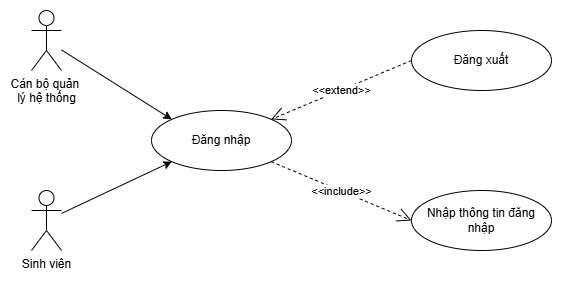 Cán bộ quản
lý hệ thống
Đăng xuất
<<extend>>
Đăng nhập
<<include>>
Nhập thông tin đăng
nhập
Sinh viên